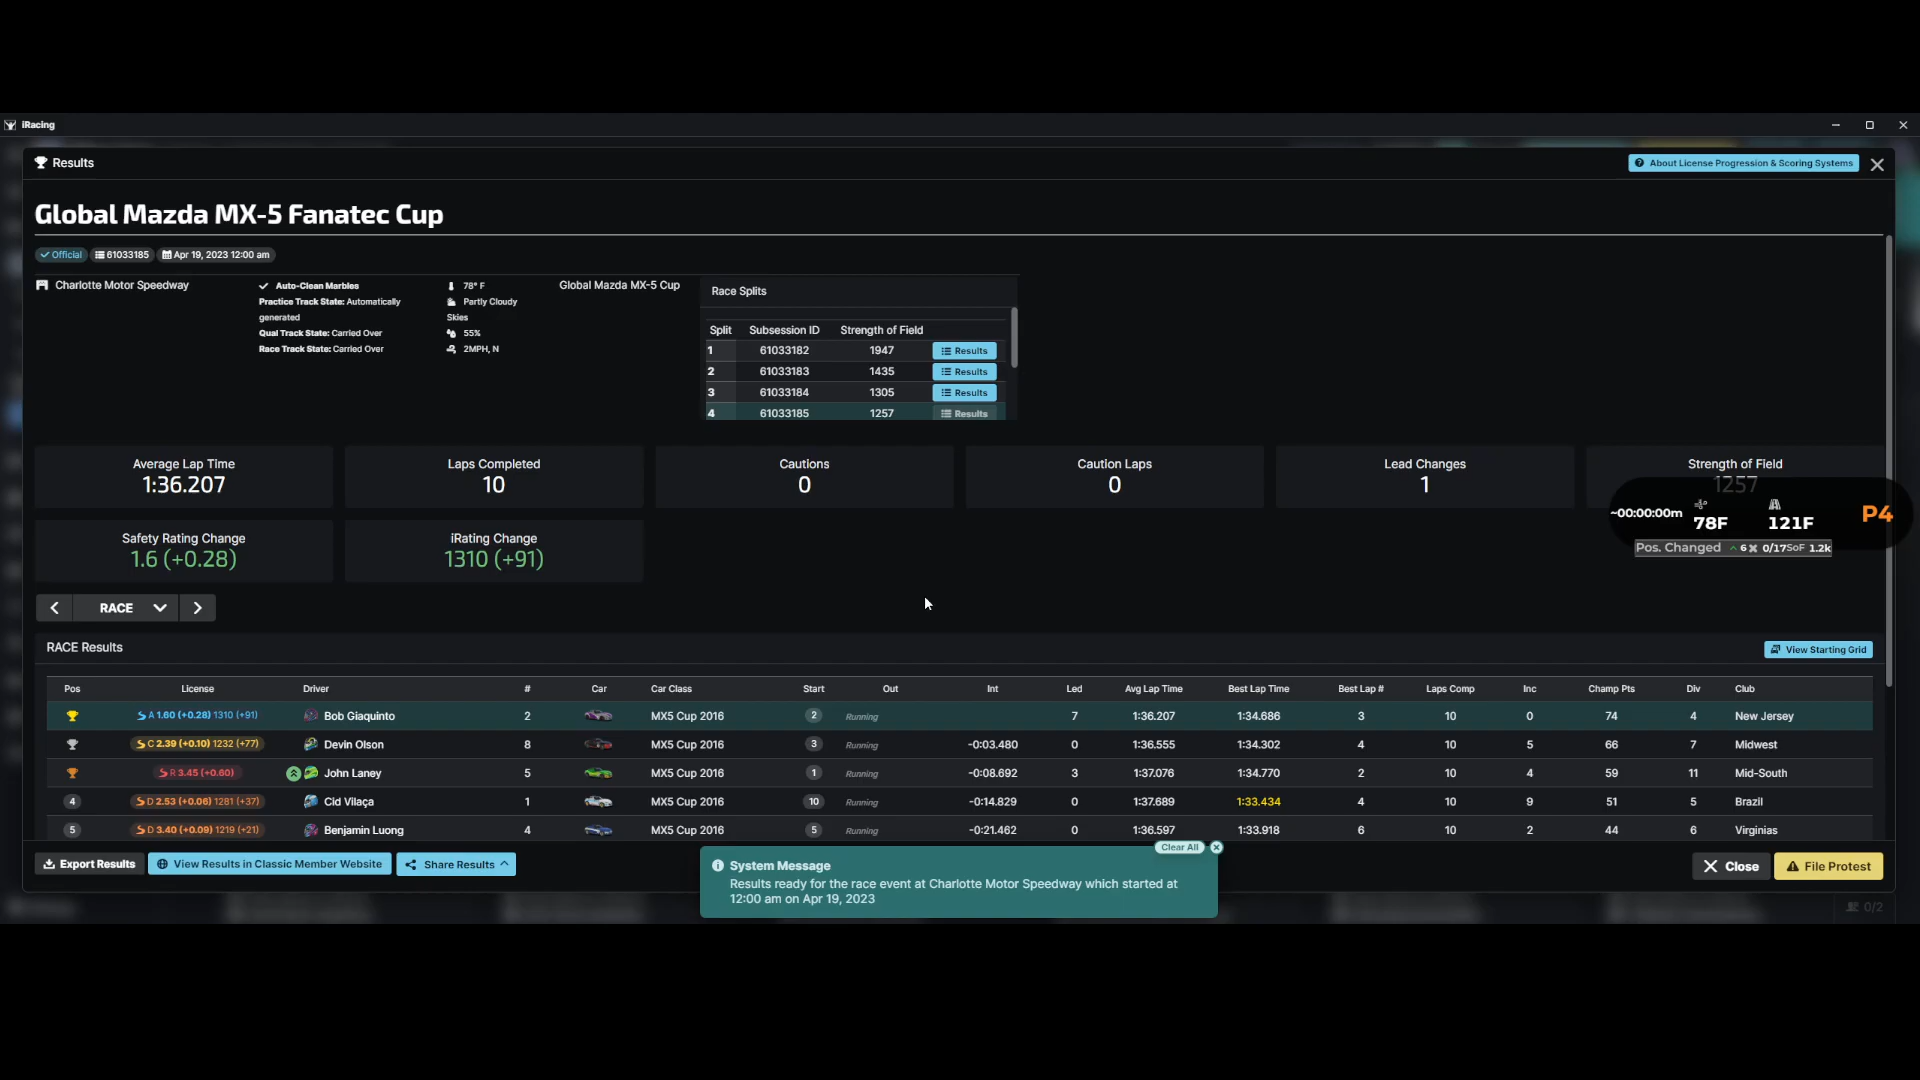 iRacing
Results
About License Progression & Scoring Systems
Global Mazda MX-5 Fanatec Cup
Official 61033185 Apr 19, 2023 12:00 am
Charlotte Motor Speedway
Auto-Clean Marbles
Practice Track State: Automatically
generated
Qual Track State: Carried Over
Race Track State: Carried Over
78° F
Partly Cloudy
Skies
55%
2MPH, N
Global Mazda MX-5 Cup
Race Splits
Split Subsession ID Strength of Field
1 61033182 1947 Results
2 61033183 1435 Results
3 61033184 1305 Results
4 61033185 1257 Results
Average Lap Time
1:36.207
Laps Completed
10
Cautions
0
Caution Laps
0
Lead Changes
1
Strength of Field
1257
~00:00:00m 78F 121F P4
Pos. Changed 6 0/17 SoF 1.2k
Safety Rating Change
1.6 (+0.28)
iRating Change
1310 (+91)
RACE
RACE Results
View Starting Grid
Pos License Driver # Car Car Class Start Out Int Led Avg Lap Time Best Lap Time Best Lap # Laps Comp Inc Champ Pts Div Club
A 1.60 (+0.28) 1310 (+91) Bob Giaquinto 2 MX5 Cup 2016 2 Running 7 1:36.207 1:34.686 3 10 0 74 4 New Jersey
C 2.39 (+0.10) 1232 (+77) Devin Olson 8 MX5 Cup 2016 3 Running -0:03.480 0 1:36.555 1:34.302 4 10 5 66 7 Midwest
R 3.45 (+0.60) John Laney 5 MX5 Cup 2016 1 Running -0:08.692 3 1:37.076 1:34.770 2 10 4 59 11 Mid-South
4 D 2.53 (+0.06) 1281 (+37) Cid Vilaça 1 MX5 Cup 2016 10 Running -0:14.829 0 1:37.689 1:33.434 4 10 9 51 5 Brazil
5 D 3.40 (+0.09) 1219 (+21) Benjamin Luong 4 MX5 Cup 2016 5 Running -0:21.462 0 1:36.597 1:33.918 6 10 2 44 6 Virginias
Export Results View Results in Classic Member Website Share Results
Clear All
System Message
Results ready for the race event at Charlotte Motor Speedway which started at
12:00 am on Apr 19, 2023
Close File Protest
0/2